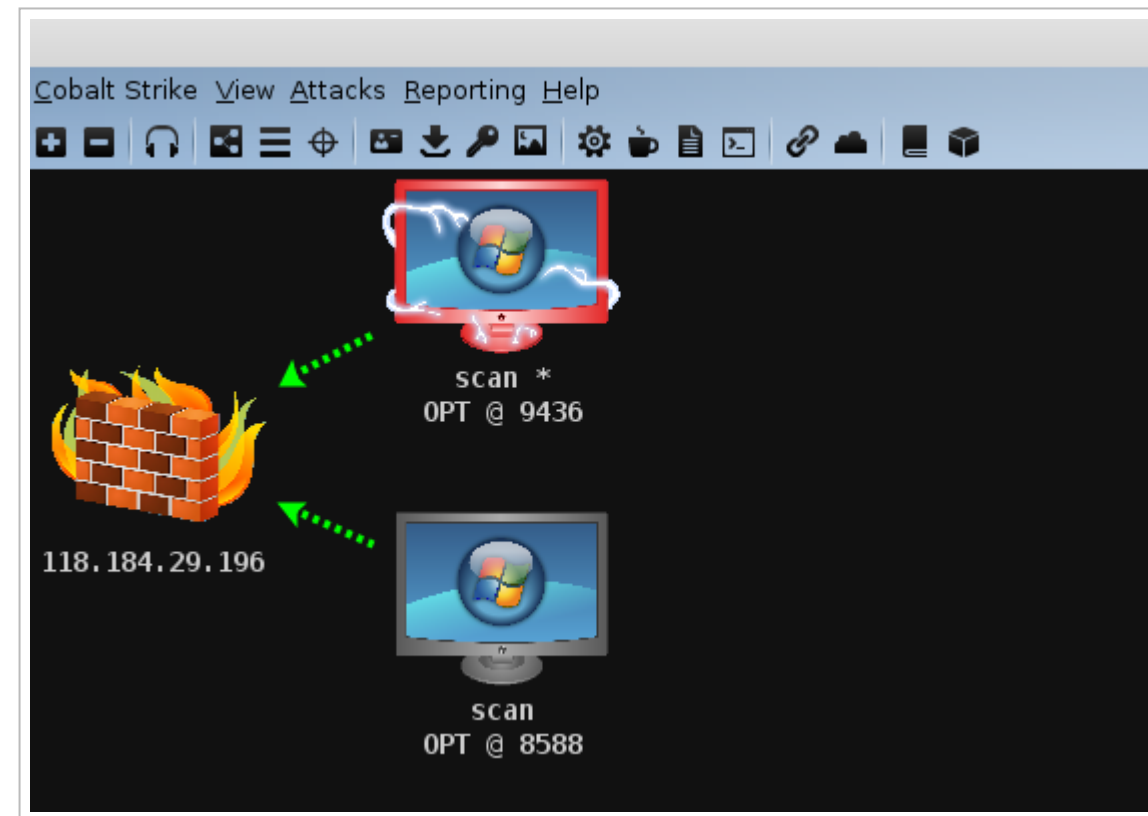 Cobalt Strike View Attacks Reporting Help
scan *
OPT @ 9436
118.184.29.196
scan
OPT @ 8588